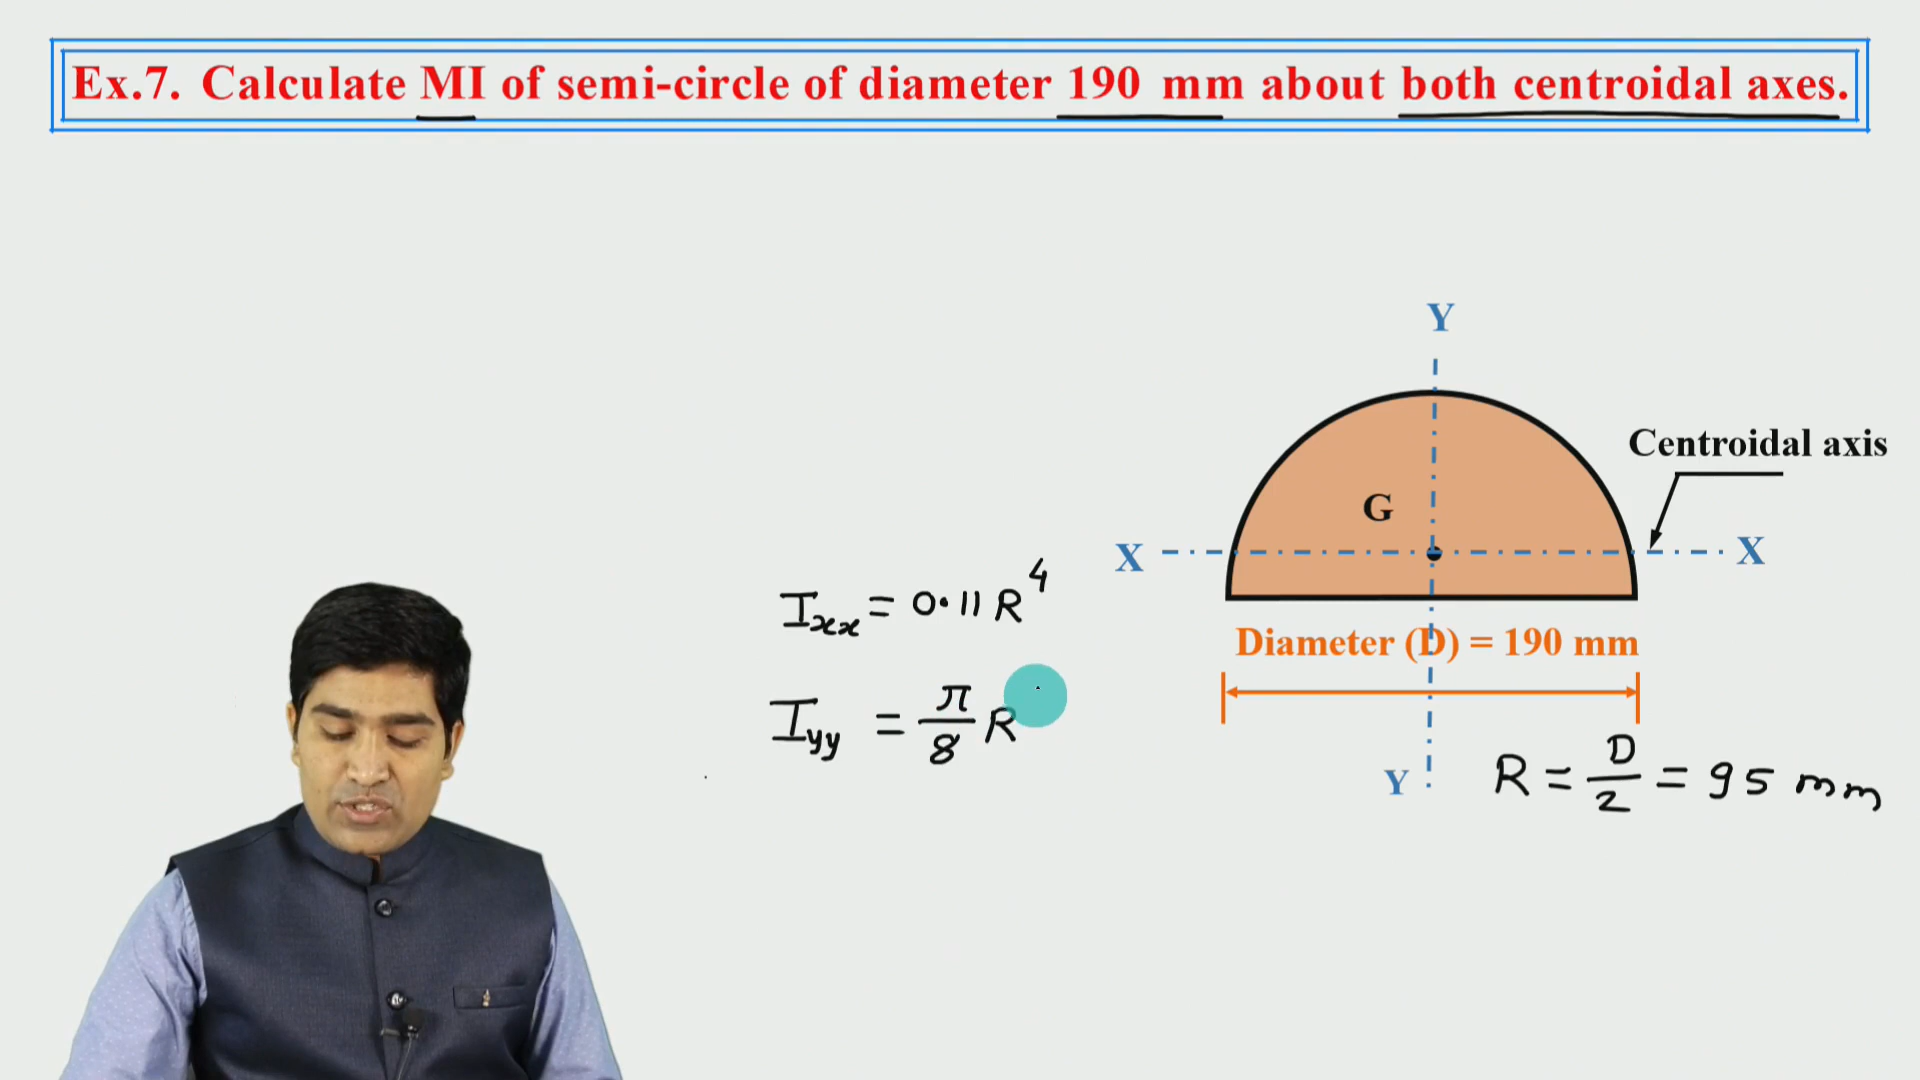 Ex.7. Calculate MI of semi-circle of diameter 190 mm about both centroidal axes.
Y
Centroidal axis
G
X X
Ixx = 0.11 R^4
Diameter (D) = 190 mm
Iyy = π/8 R
Y
R = D/2 = 95 mm